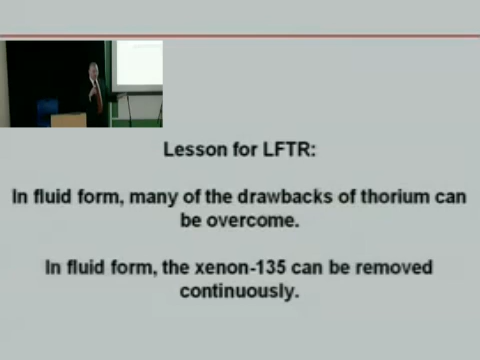 Lesson for LFTR:
In fluid form, many of the drawbacks of thorium can
be overcome.
In fluid form, the xenon-135 can be removed
continuously.